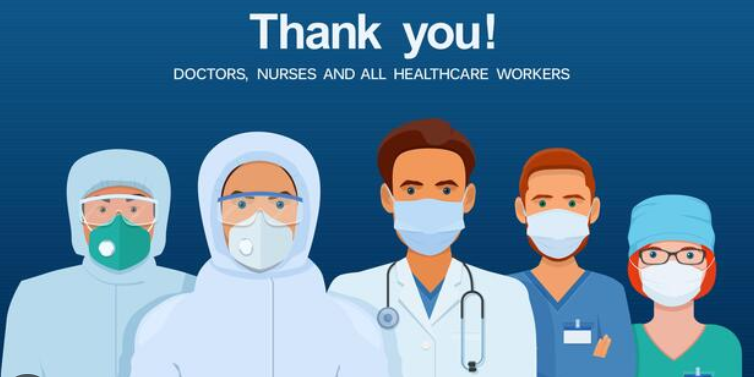 Thank you!
DOCTORS, NURSES AND ALL HEALTHCARE WORKERS